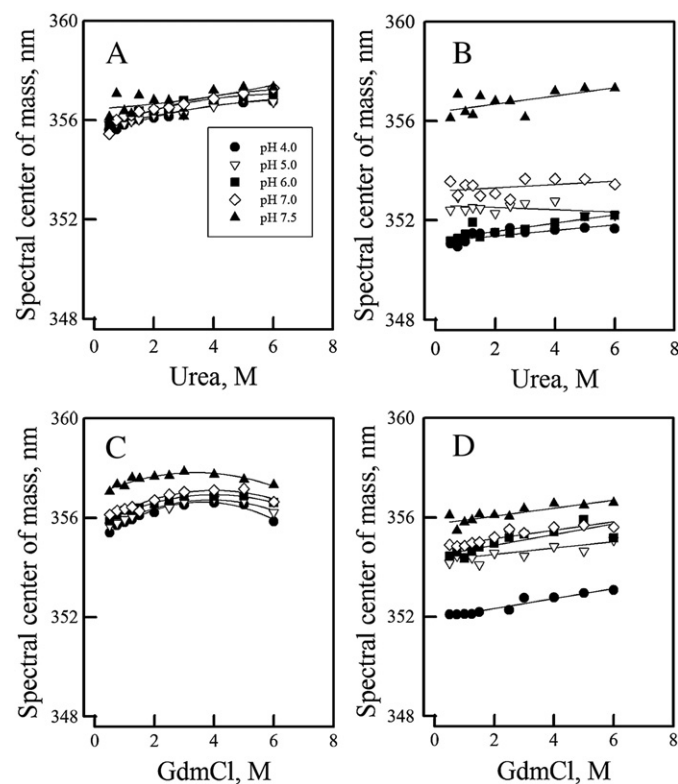 A
360
356
352
348
Spectral center of mass, nm
0 2 4 6 8
Urea, M
pH 4.0
pH 5.0
pH 6.0
pH 7.0
pH 7.5
B
360
356
352
348
Spectral center of mass, nm
0 2 4 6 8
Urea, M
C
360
356
352
348
Spectral center of mass, nm
0 2 4 6 8
GdmCl, M
D
360
356
352
348
Spectral center of mass, nm
0 2 4 6 8
GdmCl, M